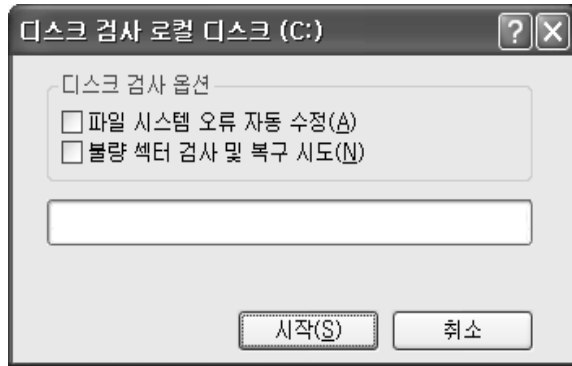 디스크 검사 로컬 디스크 (C:)
디스크 검사 옵션
파일 시스템 오류 자동 수정(A)
불량 섹터 검사 및 복구 시도(N)
시작(S)
취소